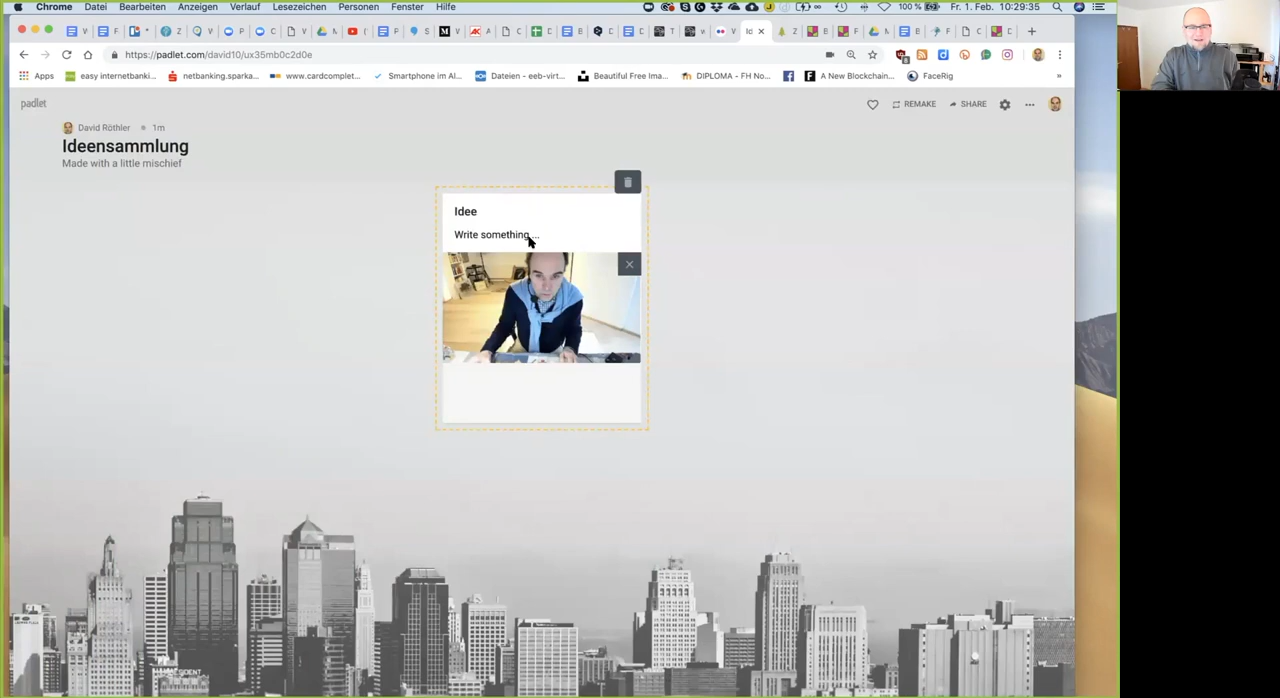 Chrome Datei Bearbeiten Anzeigen Verlauf Lesezeichen Personen Fenster Hilfe 100 % Fr. 1. Feb. 10:29:35
https://padlet.com/david10/ux35mb0c2d0e
Apps easy internetbanki... netbanking.sparka... www.cardcomplet... Smartphone im Al... Dateien - eeb-virt... Beautiful Free Ima... DIPLOMA - FH No... A New Blockchain... FaceRig »
padlet REMAKE SHARE
David Röthler 1m
Ideensammlung
Made with a little mischief
Idee
Write something ...